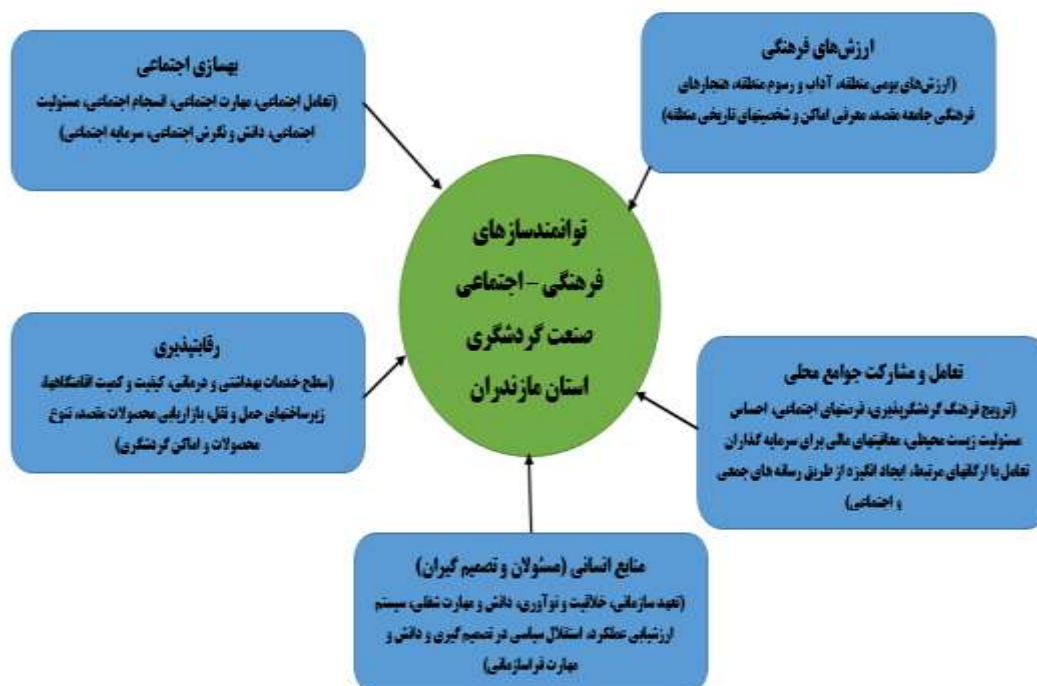 ارزش‌های فرهنگی
(ارزش‌های بومی منطقه، آداب و رسوم منطقه، هنجارهای
فرهنگی جامعه مقصد، معرفی اماکن و شخصیتهای تاریخی منطقه)
بهسازی اجتماعی
(تعامل اجتماعی، مهارت اجتماعی، انسجام اجتماعی، مسئولیت
اجتماعی، دانش و نگرش اجتماعی، سرمایه اجتماعی)
توانمندسازهای
فرهنگی - اجتماعی
صنعت گردشگری
استان مازندران
تعامل و مشارکت جوامع محلی
(ترویج فرهنگ گردشگرپذیری، فرصتهای اجتماعی، احساس
مسئولیت زیست محیطی، معافیتهای مالی برای سرمایه گذاران
تعامل با ارگانهای مرتبط، ایجاد انگیزه از طریق رسانه های جمعی
و اجتماعی)
رقابتپذیری
(سطح خدمات بهداشتی و درمانی، کیفیت و کمیت اقامتگاهها،
زیرساختهای حمل و نقل، بازاریابی محصولات مقصد، تنوع
محصولات و اماکن گردشگری)
منابع انسانی (مسئولان و تصمیم گیران)
(تعهد سازمانی، خلاقیت و نوآوری، دانش و مهارت شغلی، سیستم
ارزشیابی عملکرد، استقلال سیاسی در تصمیم گیری و دانش و
مهارت فراسازمانی)